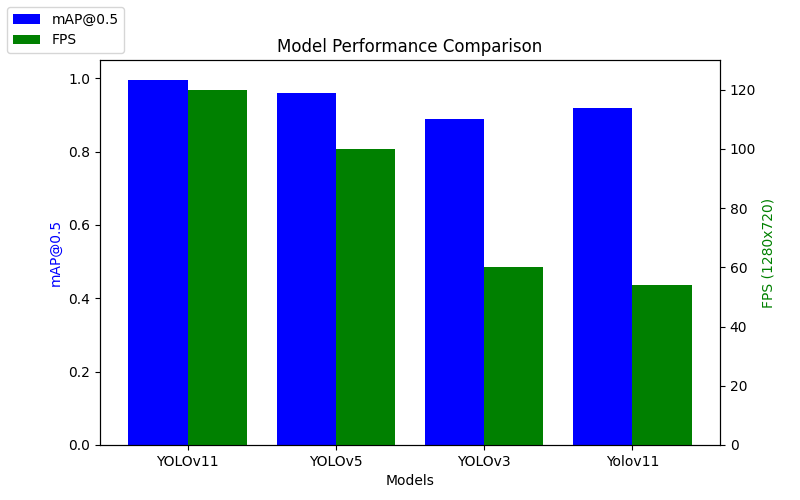 mAP@0.5
FPS
Model Performance Comparison
1.0
0.8
0.6
0.4
0.2
0.0
mAP@0.5
120
100
80
60
40
20
0
FPS (1280x720)
YOLOv11 YOLOv5 YOLOv3 Yolov11
Models